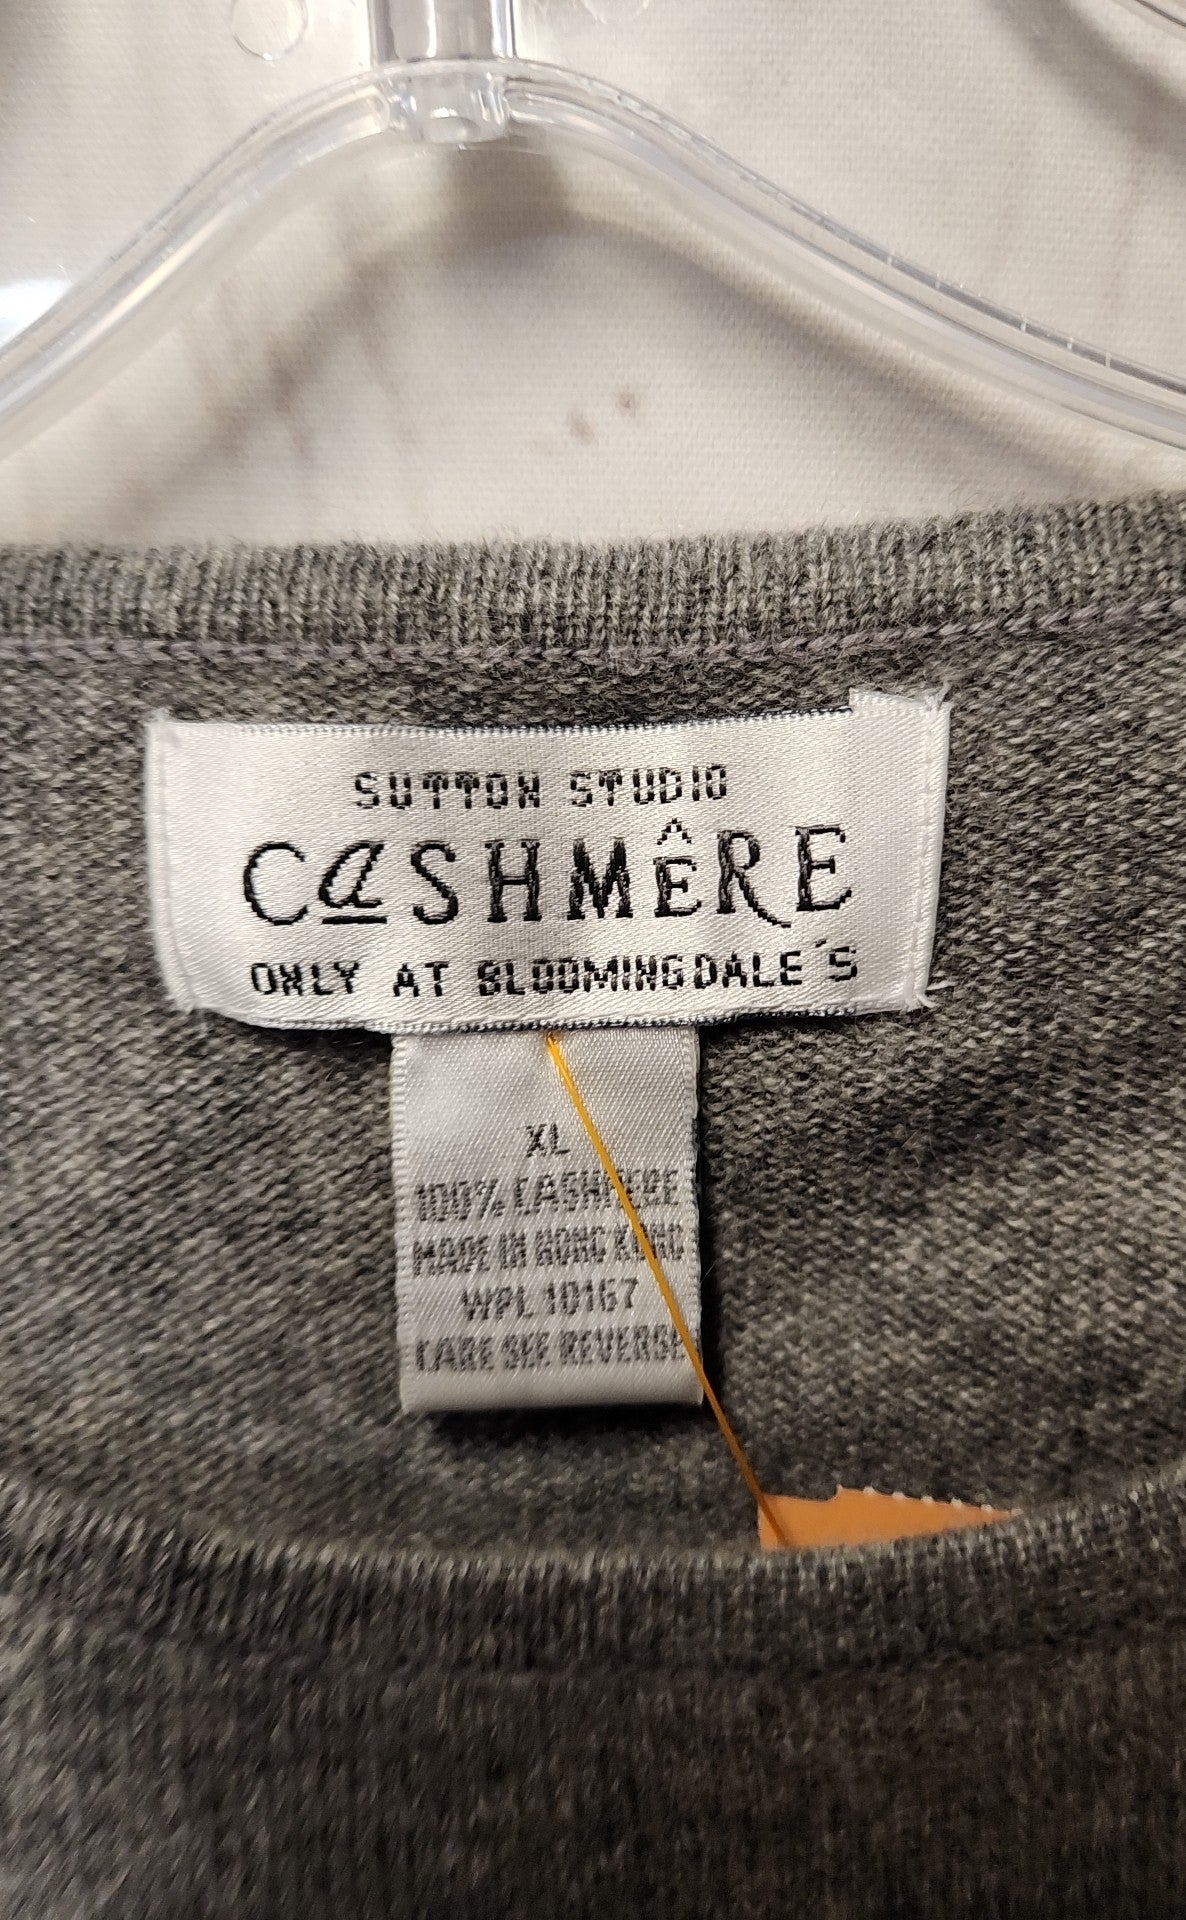 SUTTON STUDIO
CaSHMÊRE
ONLY AT BLOOMINGDALE'S
XL
100% CASHMERE
MADE IN HONG KONG
WPL 10167
CARE SEE REVERSE